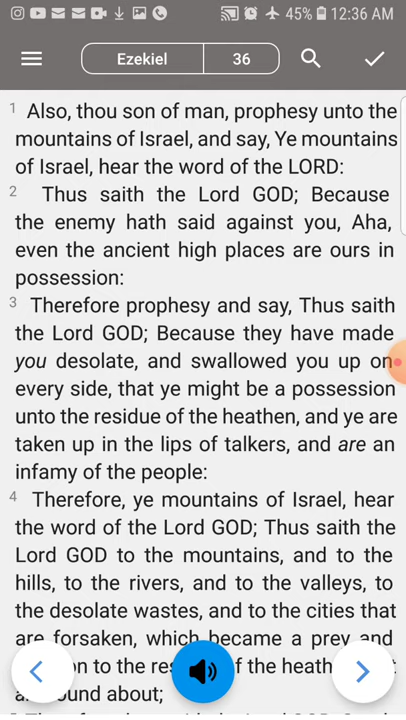 45% 12:36 AM
Ezekiel 36
1 Also, thou son of man, prophesy unto the
mountains of Israel, and say, Ye mountains
of Israel, hear the word of the LORD:
2 Thus saith the Lord GOD; Because
the enemy hath said against you, Aha,
even the ancient high places are ours in
possession:
3 Therefore prophesy and say, Thus saith
the Lord GOD; Because they have made
you desolate, and swallowed you up on
every side, that ye might be a possession
unto the residue of the heathen, and ye are
taken up in the lips of talkers, and are an
infamy of the people:
4 Therefore, ye mountains of Israel, hear
the word of the Lord GOD; Thus saith the
Lord GOD to the mountains, and to the
hills, to the rivers, and to the valleys, to
the desolate wastes, and to the cities that
are forsaken, which became a prey and
to the of the
about;